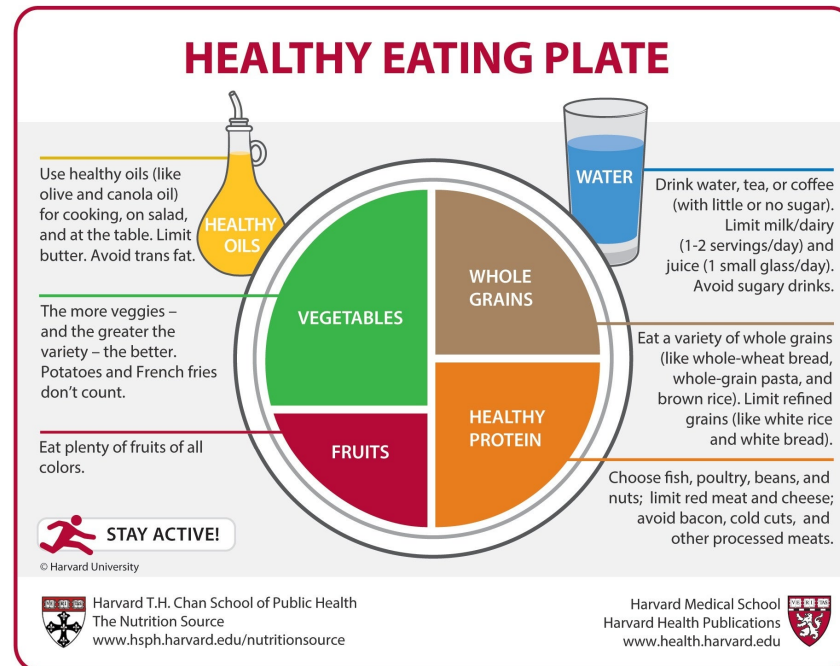 HEALTHY EATING PLATE
Use healthy oils (like
olive and canola oil)
for cooking, on salad,
and at the table. Limit
butter. Avoid trans fat.
HEALTHY
OILS
The more veggies –
and the greater the
variety – the better.
Potatoes and French fries
don’t count.
Eat plenty of fruits of all
colors.
VEGETABLES
FRUITS
WHOLE
GRAINS
HEALTHY
PROTEIN
WATER
Drink water, tea, or coffee
(with little or no sugar).
Limit milk/dairy
(1-2 servings/day) and
juice (1 small glass/day).
Avoid sugary drinks.
Eat a variety of whole grains
(like whole-wheat bread,
whole-grain pasta, and
brown rice). Limit refined
grains (like white rice
and white bread).
Choose fish, poultry, beans, and
nuts; limit red meat and cheese;
avoid bacon, cold cuts, and
other processed meats.
STAY ACTIVE!
© Harvard University
Harvard T.H. Chan School of Public Health
The Nutrition Source
www.hsph.harvard.edu/nutritionsource
Harvard Medical School
Harvard Health Publications
www.health.harvard.edu